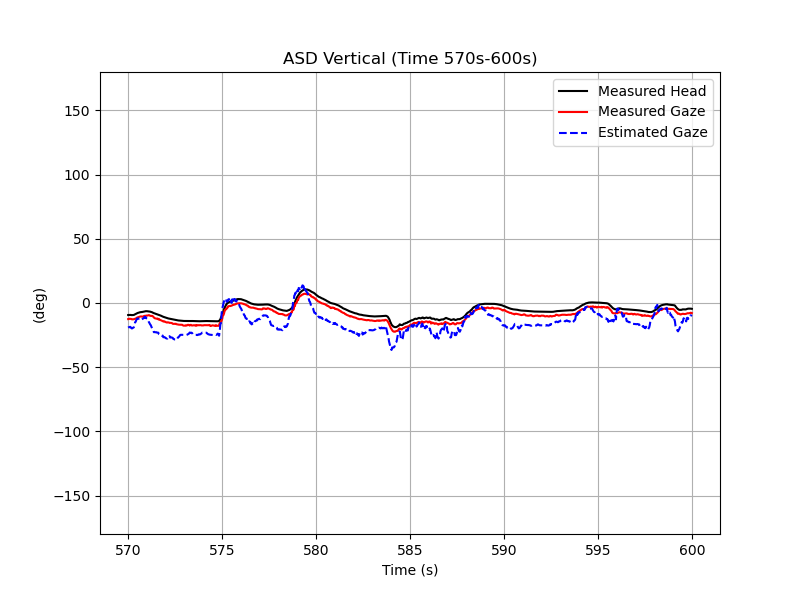 ASD Vertical (Time 570s-600s)
Measured Head
Measured Gaze
Estimated Gaze
150
100
50
0
−50
−100
−150
(deg)
570 575 580 585 590 595 600
Time (s)